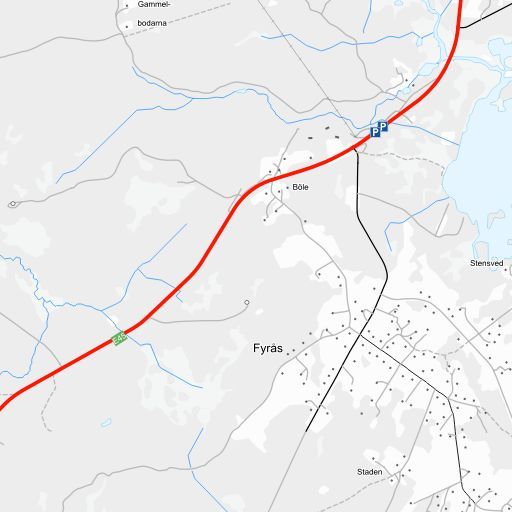 Gammel-
bodarna
P
P
Böle
Stensved
E45
Fyrås
Staden